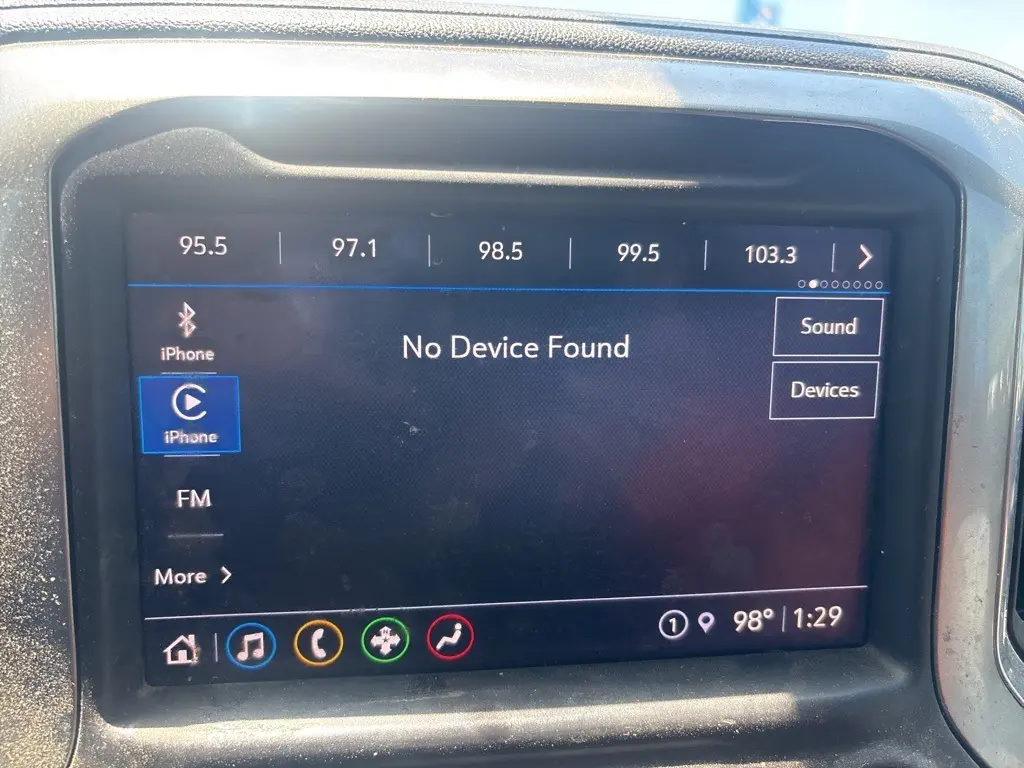 95.5 97.1 98.5 99.5 103.3
iPhone
No Device Found
Sound
iPhone
Devices
FM
More
1 98° 1:29